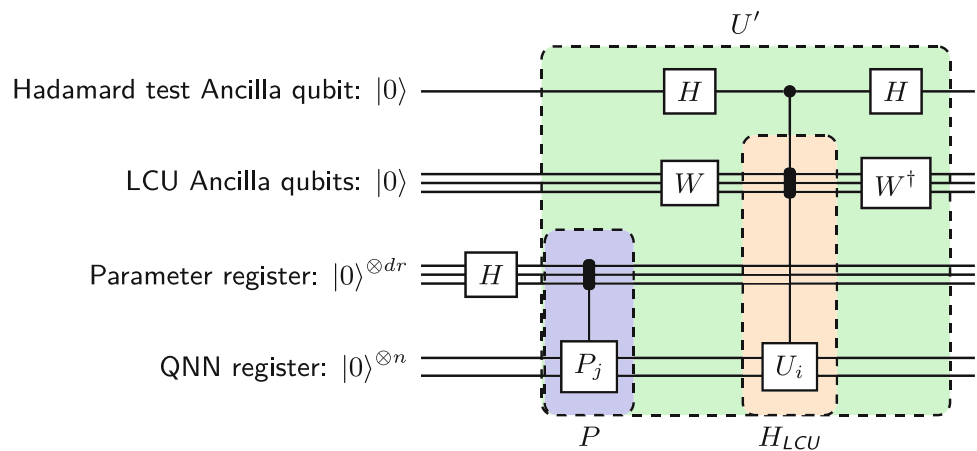 U′
Hadamard test Ancilla qubit: |0⟩ H H
LCU Ancilla qubits: |0⟩ W W†
Parameter register: |0⟩⊗dr H
QNN register: |0⟩⊗n Pj Ui
P HLCU